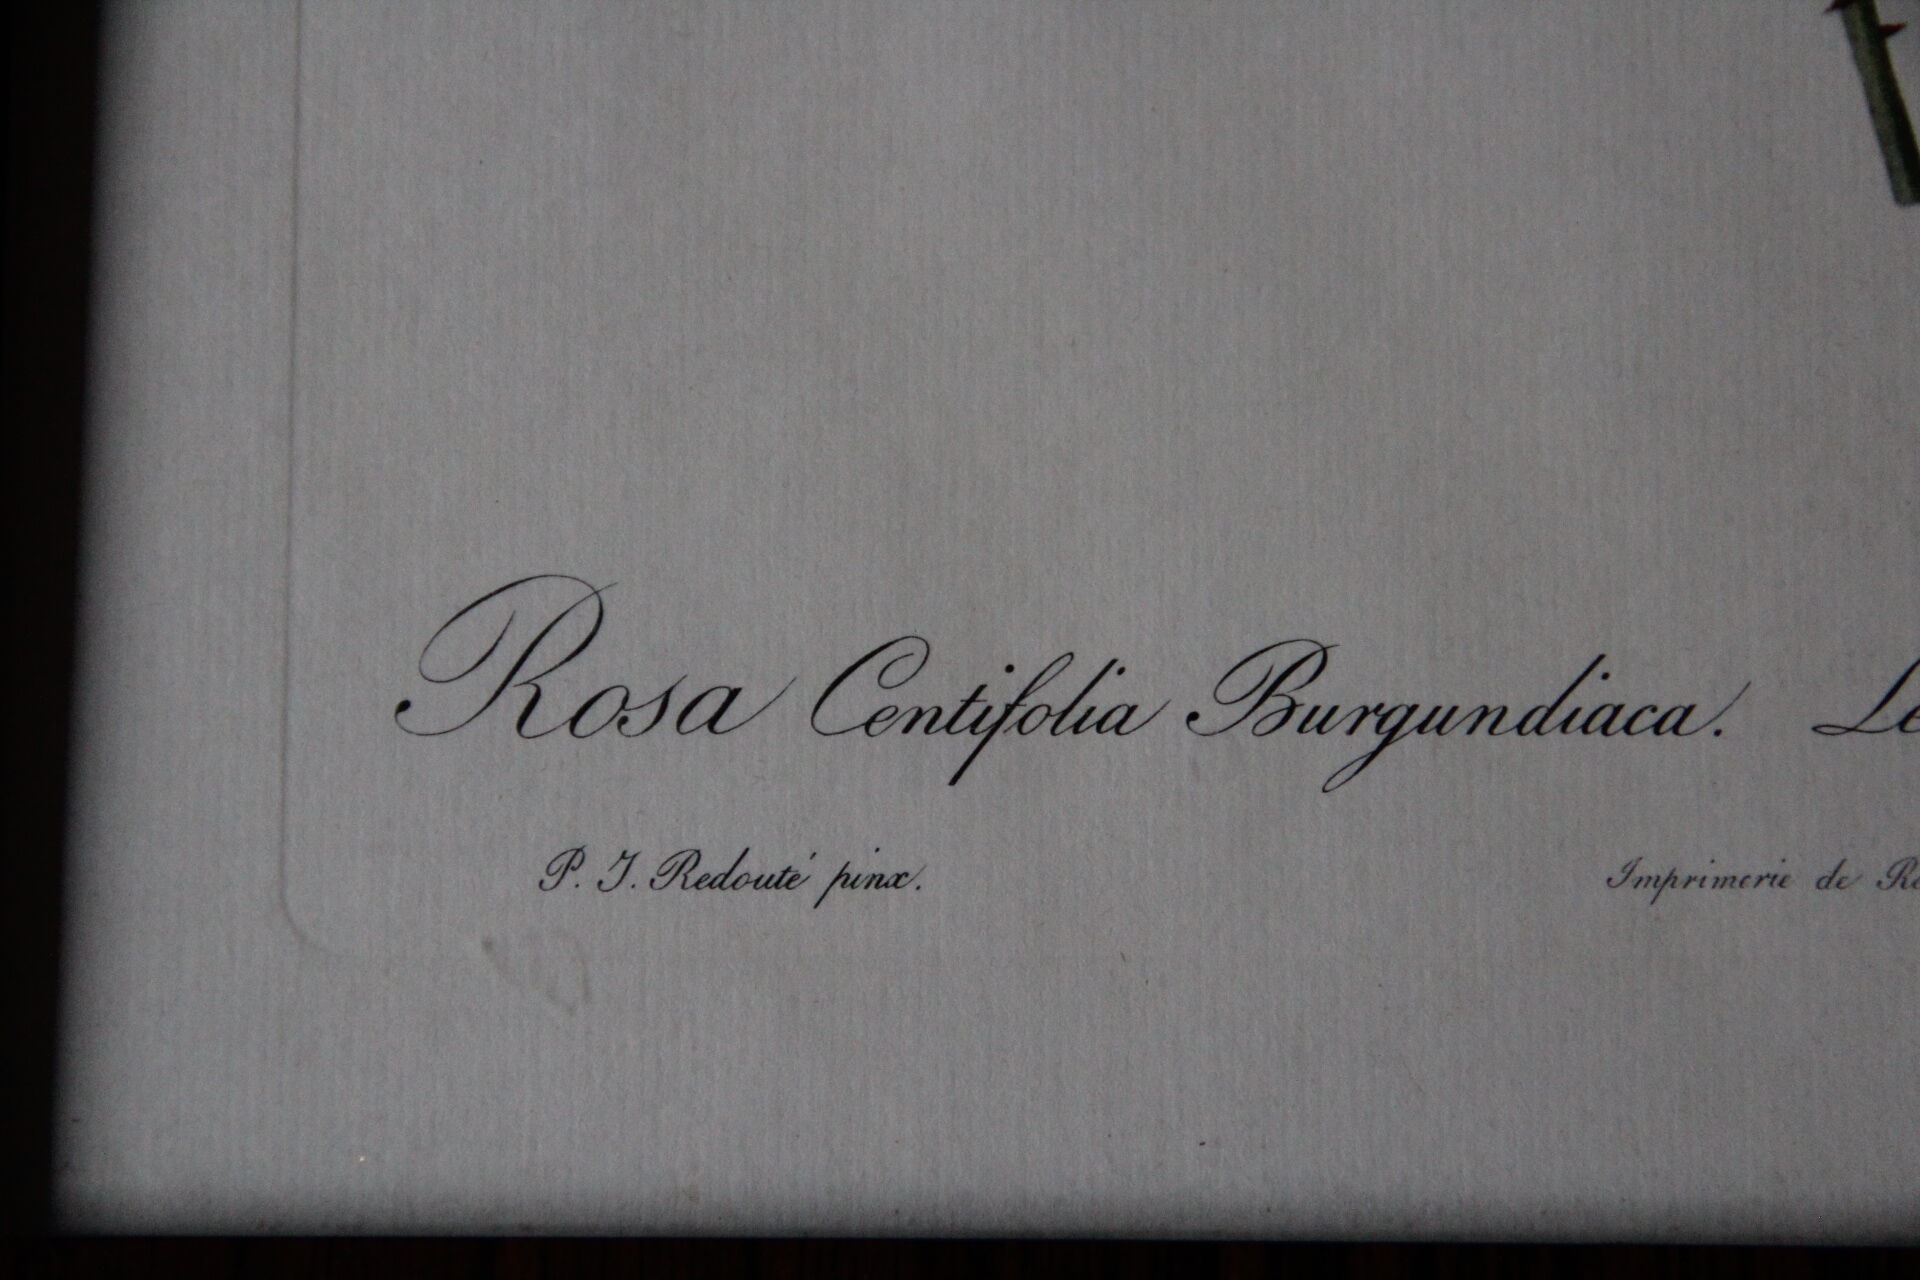 Rosa Centifolia Burgundiaca.
P. J. Redouté pinx. Imprimerie de